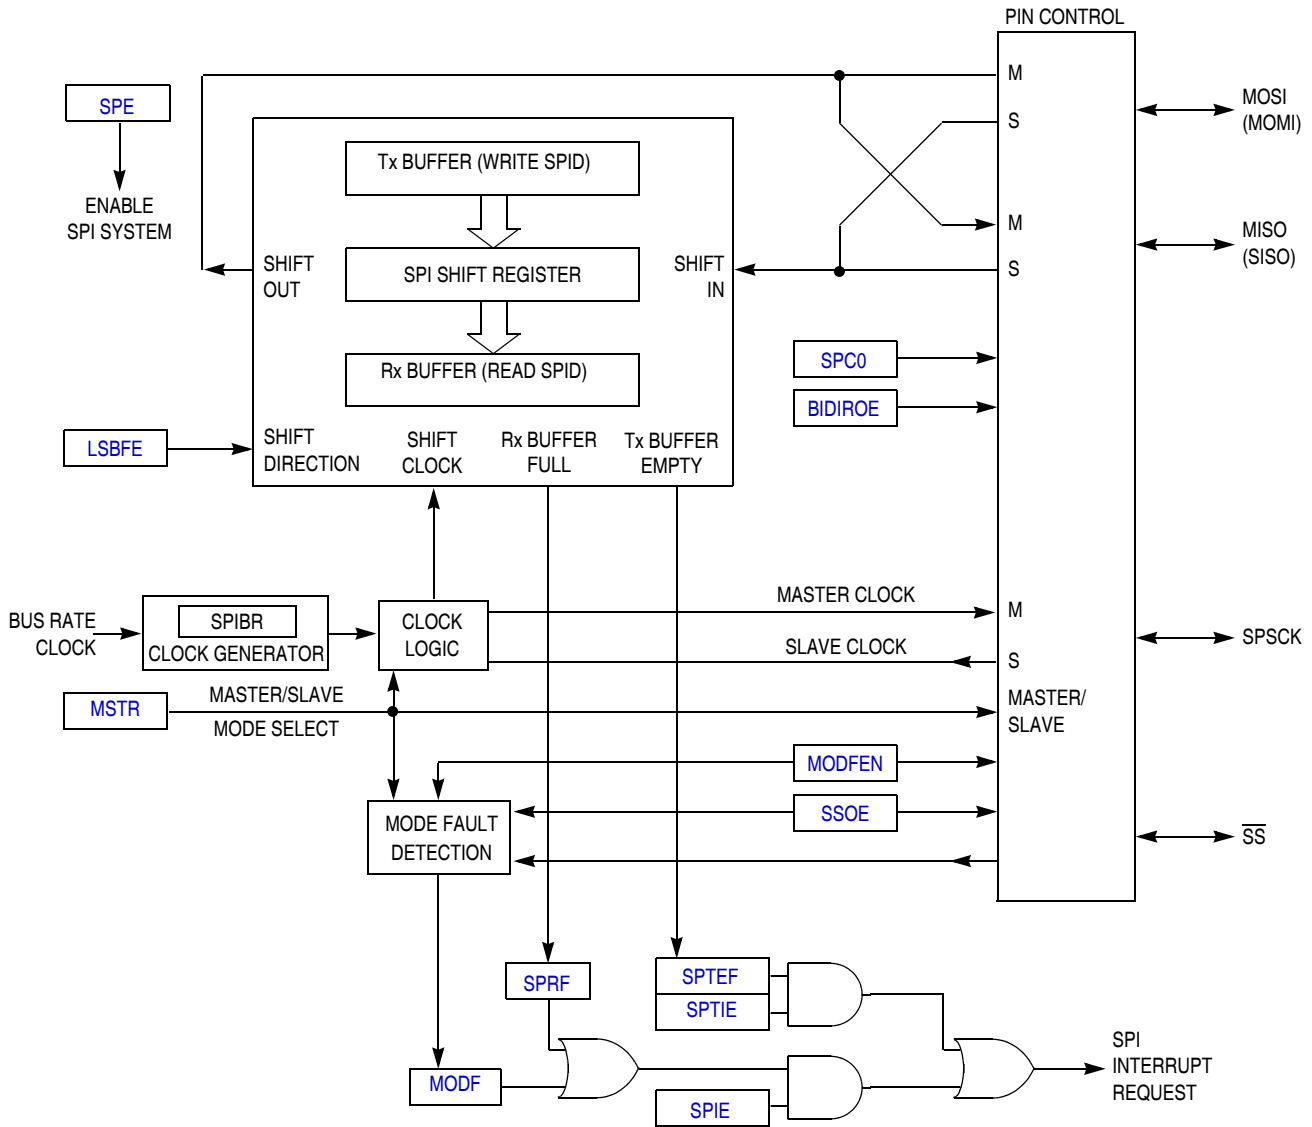 PIN CONTROL
M
S
M
S
MOSI
(MOMI)
MISO
(SISO)
SPE
ENABLE
SPI SYSTEM
Tx BUFFER (WRITE SPID)
SHIFT
OUT
SPI SHIFT REGISTER
SHIFT
IN
Rx BUFFER (READ SPID)
SPC0
BIDIROE
LSBFE
SHIFT
DIRECTION
SHIFT
CLOCK
Rx BUFFER
FULL
Tx BUFFER
EMPTY
BUS RATE
CLOCK
SPIBR
CLOCK GENERATOR
CLOCK
LOGIC
MASTER CLOCK
M
SLAVE CLOCK
S
SPSCK
MSTR
MASTER/SLAVE
MODE SELECT
MASTER/
SLAVE
MODFEN
SSOE
MODE FAULT
DETECTION
SS
SPRF
SPTEF
SPTIE
MODF
SPIE
SPI
INTERRUPT
REQUEST